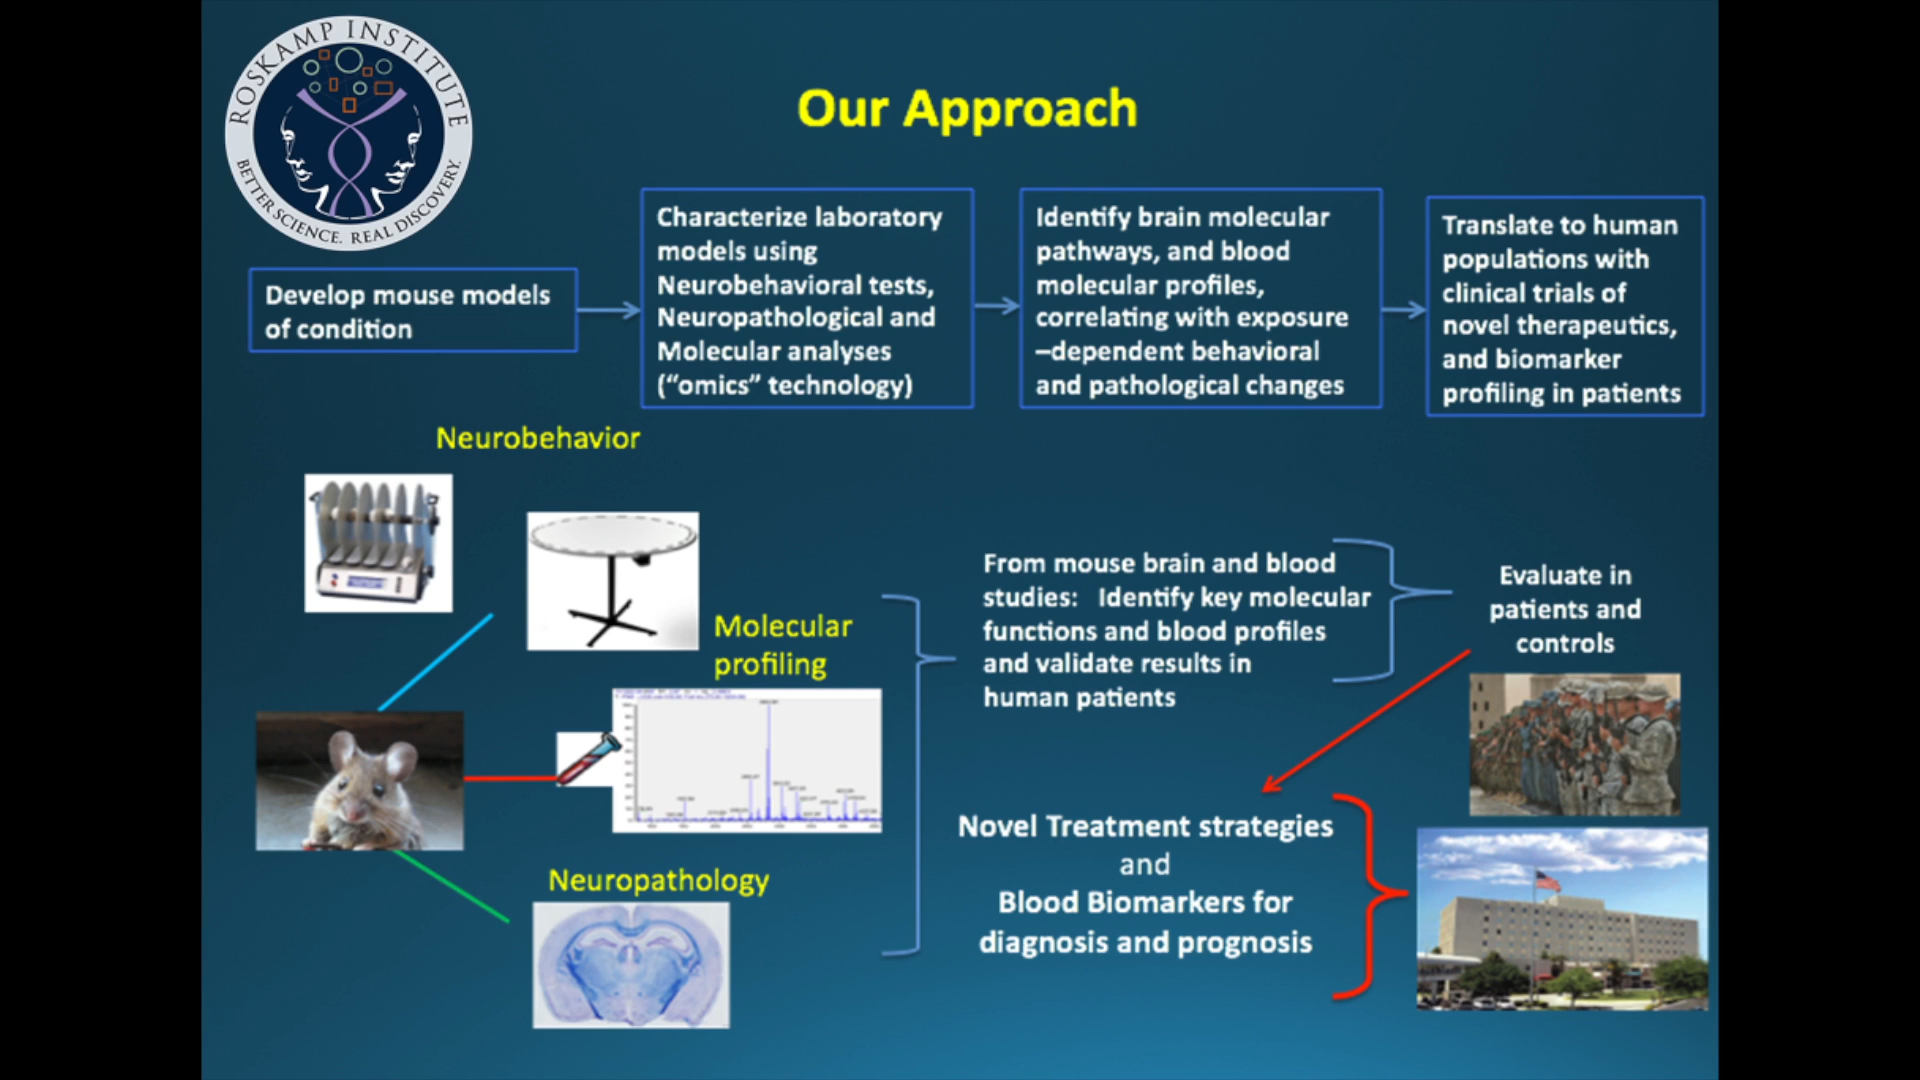 ROSKAMP INSTITUTE
BETTER SCIENCE. REAL DISCOVERY.
Our Approach
Develop mouse models
of condition
Characterize laboratory
models using
Neurobehavioral tests,
Neuropathological and
Molecular analyses
(“omics” technology)
Identify brain molecular
pathways, and blood
molecular profiles,
correlating with exposure
–dependent behavioral
and pathological changes
Translate to human
populations with
clinical trials of
novel therapeutics,
and biomarker
profiling in patients
Neurobehavior
Molecular
profiling
Neuropathology
From mouse brain and blood
studies: Identify key molecular
functions and blood profiles
and validate results in
human patients
Evaluate in
patients and
controls
Novel Treatment strategies
and
Blood Biomarkers for
diagnosis and prognosis